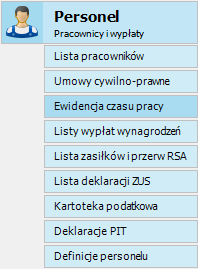 Personel
Pracownicy i wypłaty
Lista pracowników
Umowy cywilno-prawne
Ewidencja czasu pracy
Listy wypłat wynagrodzeń
Lista zasiłków i przerw RSA
Lista deklaracji ZUS
Kartoteka podatkowa
Deklaracje PIT
Definicje personelu